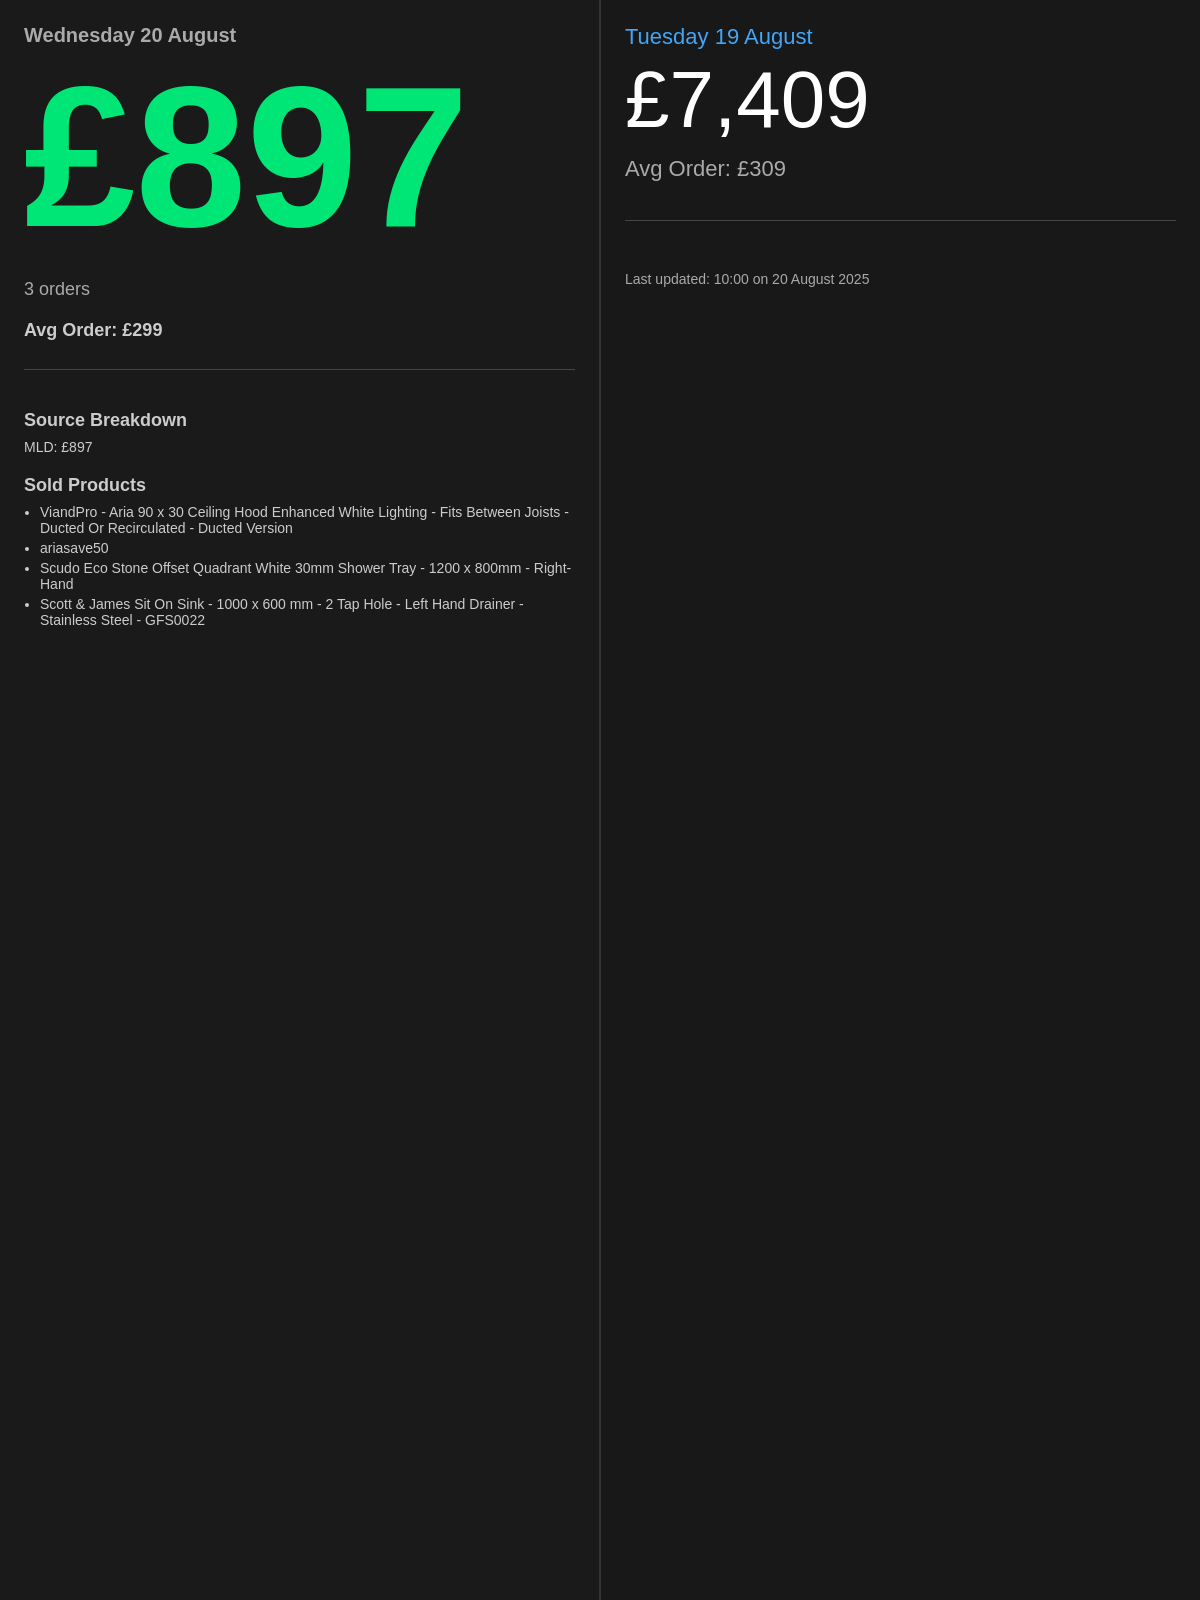 Wednesday 20 August
£897
3 orders
Avg Order: £299
Source Breakdown
MLD: £897
Sold Products
• ViandPro - Aria 90 x 30 Ceiling Hood Enhanced White Lighting - Fits Between Joists -
Ducted Or Recirculated - Ducted Version
• ariasave50
• Scudo Eco Stone Offset Quadrant White 30mm Shower Tray - 1200 x 800mm - Right-
Hand
• Scott & James Sit On Sink - 1000 x 600 mm - 2 Tap Hole - Left Hand Drainer -
Stainless Steel - GFS0022
Tuesday 19 August
£7,409
Avg Order: £309
Last updated: 10:00 on 20 August 2025